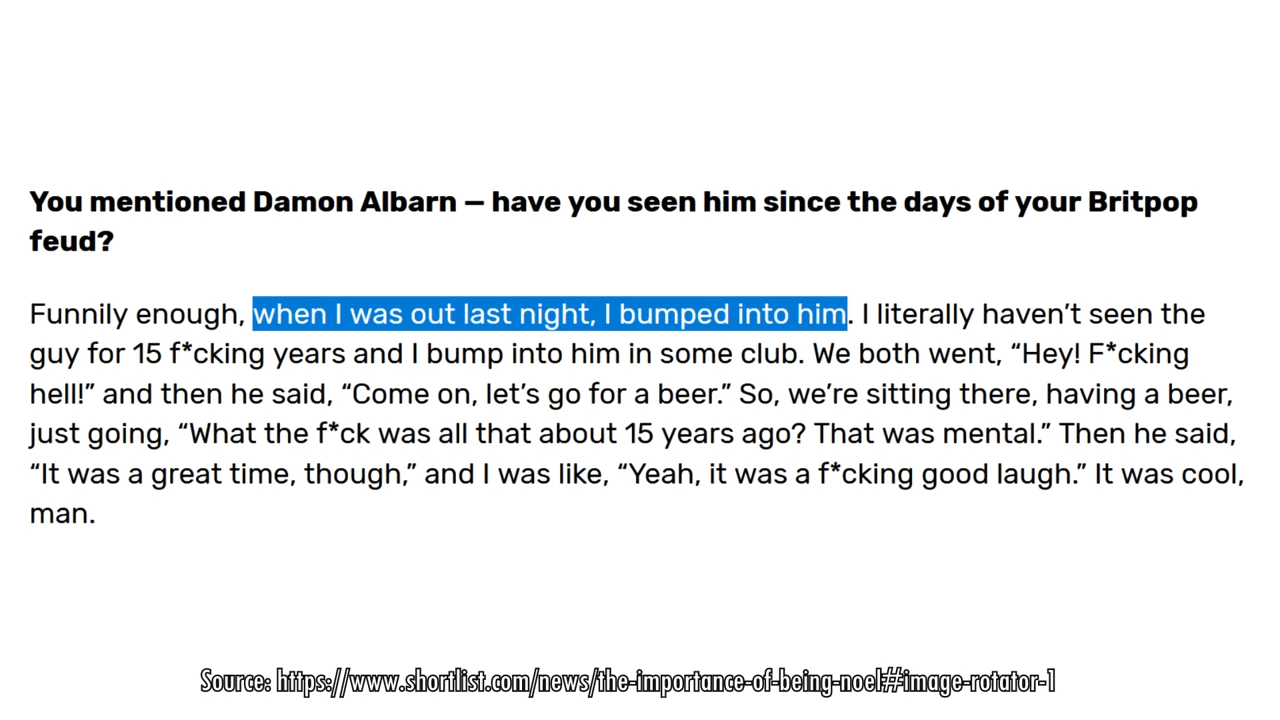 You mentioned Damon Albarn — have you seen him since the days of your Britpop
feud?
Funnily enough, when I was out last night, I bumped into him. I literally haven’t seen the
guy for 15 f*cking years and I bump into him in some club. We both went, “Hey! F*cking
hell!” and then he said, “Come on, let’s go for a beer.” So, we’re sitting there, having a beer,
just going, “What the f*ck was all that about 15 years ago? That was mental.” Then he said,
“It was a great time, though,” and I was like, “Yeah, it was a f*cking good laugh.” It was cool,
man.
Source: https://www.shortlist.com/news/the-importance-of-being-noel#image-rotator-1